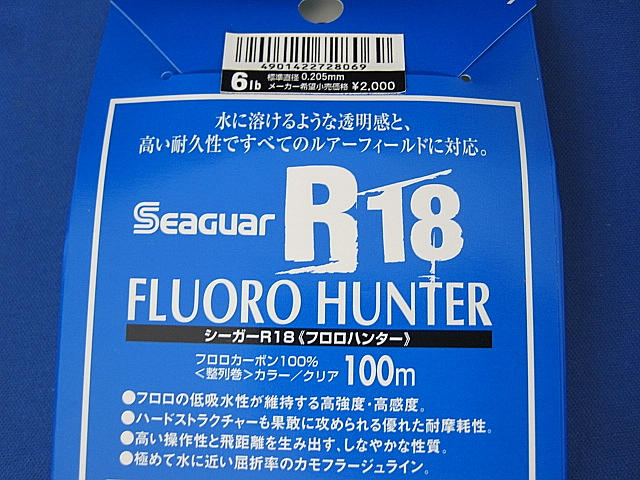 4901422728069
6lb 標準直径 0.205mm
メーカー希望小売価格 ¥2,000
水に溶けるような透明感と、
高い耐久性ですべてのルアーフィールドに対応。
SEAGUAR R18
FLUORO HUNTER
シーガーR18《フロロハンター》
フロロカーボン100%
<整列巻>カラー/クリア 100m
●フロロの低吸水性が維持する高強度・高感度。
●ハードストラクチャーも果敢に攻められる優れた耐摩耗性。
●高い操作性と飛距離を生み出す、しなやかな性質。
●極めて水に近い屈折率のカモフラージュライン。